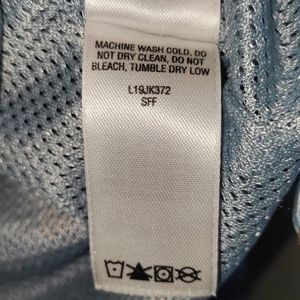 MACHINE WASH COLD, DO
NOT DRY CLEAN, DO NOT
BLEACH, TUMBLE DRY LOW
L19JK372
SFF